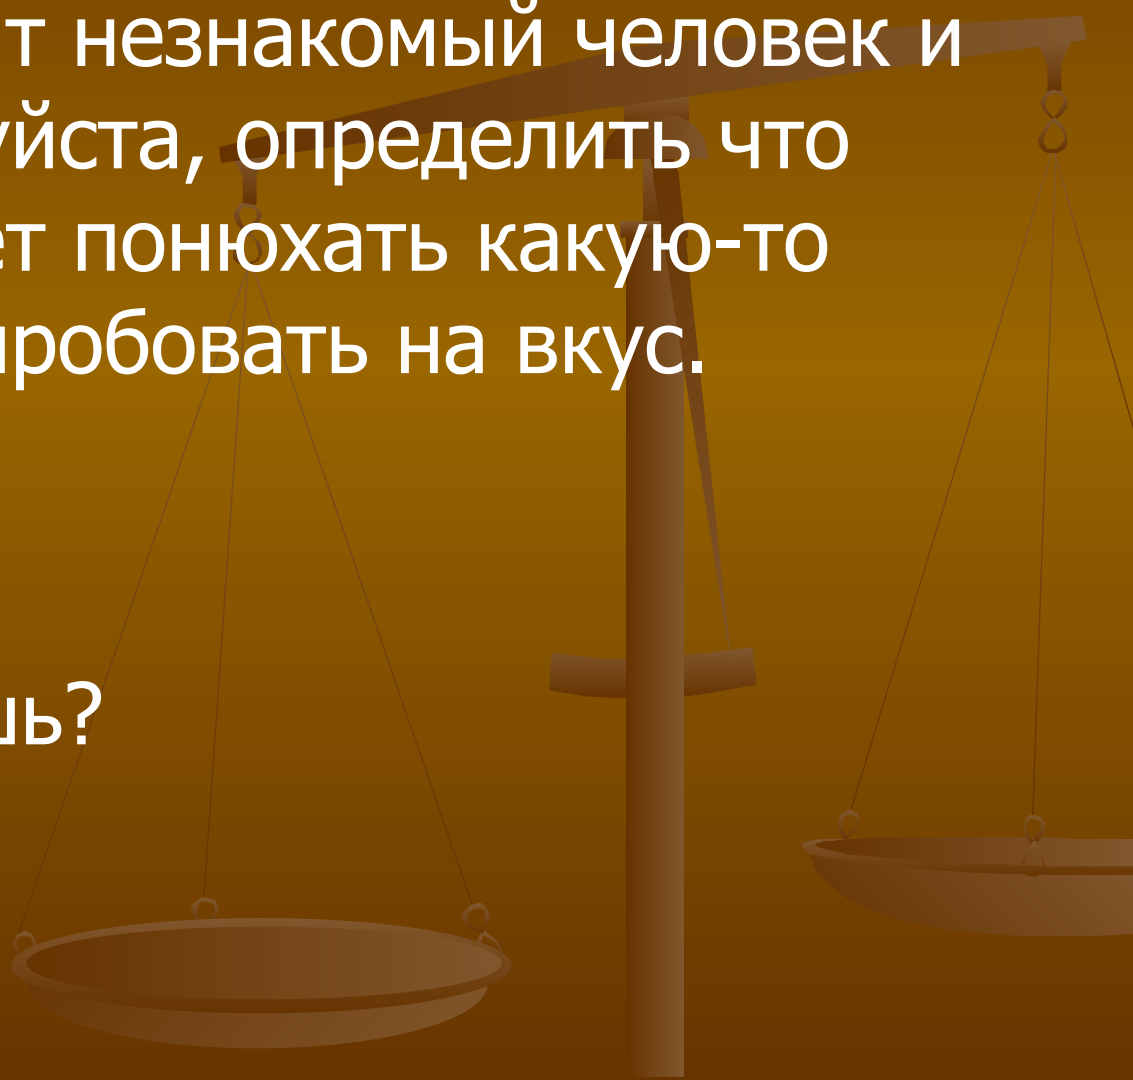 т незнакомый человек и
уйста, определить что
ет понюхать какую-то
пробовать на вкус.
шь?